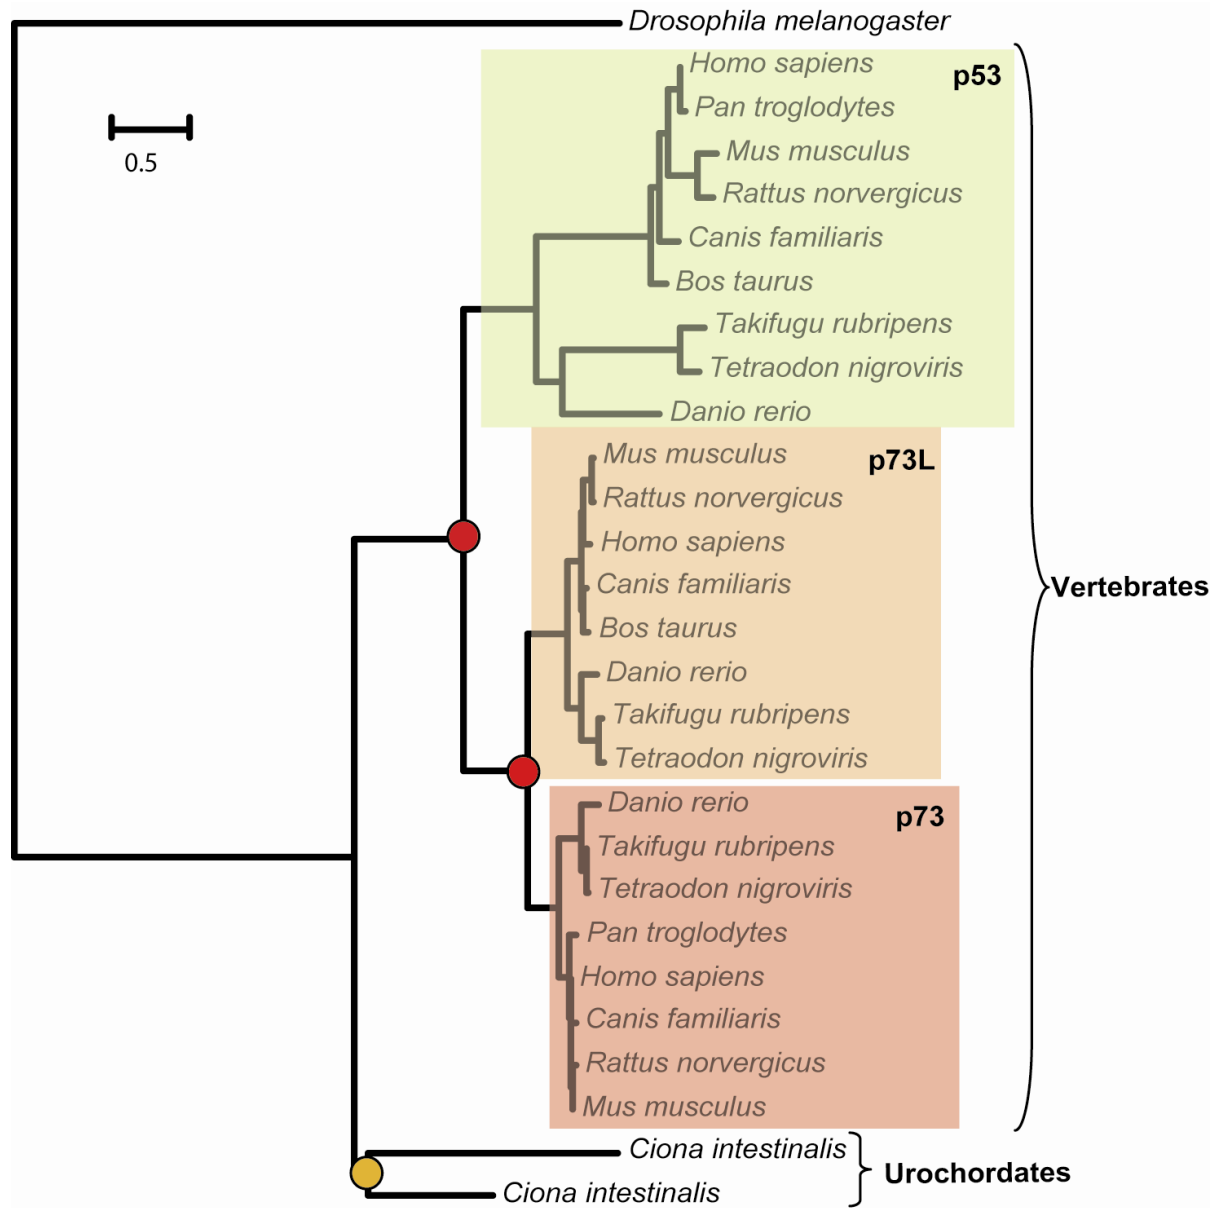 Drosophila melanogaster
Homo sapiens
p53
Pan troglodytes
0.5
Mus musculus
Rattus norvergicus
Canis familiaris
Bos taurus
Takifugu rubripens
Tetraodon nigroviris
Danio rerio
Mus musculus
p73L
Rattus norvergicus
Homo sapiens
Canis familiaris
Vertebrates
Bos taurus
Danio rerio
Takifugu rubripens
Tetraodon nigroviris
Danio rerio
p73
Takifugu rubripens
Tetraodon nigroviris
Pan troglodytes
Homo sapiens
Canis familiaris
Rattus norvergicus
Mus musculus
Ciona intestinalis
Urochordates
Ciona intestinalis